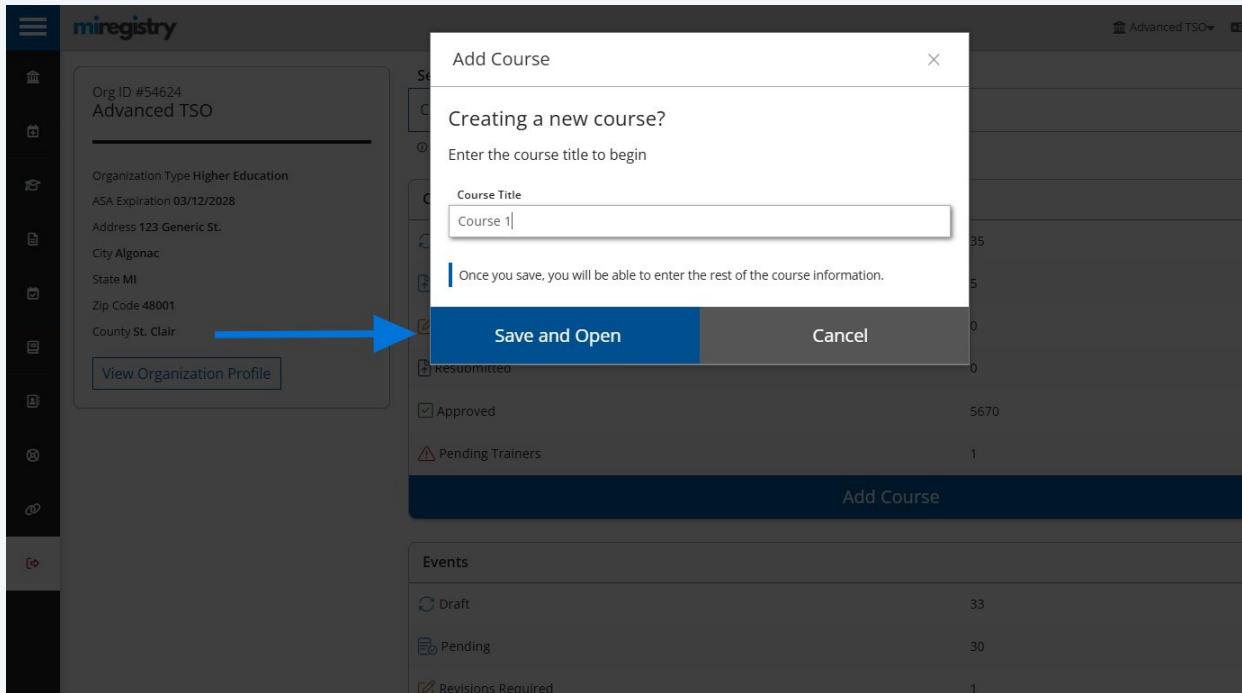 miregistry
Advanced TSO
Org ID #54624
Advanced TSO
Organization Type Higher Education
ASA Expiration 03/12/2028
Address 123 Generic St.
City Algonac
State MI
Zip Code 48001
County St. Clair
View Organization Profile
Add Course
Creating a new course?
Enter the course title to begin
Course Title
Course 1
Once you save, you will be able to enter the rest of the course information.
Save and Open
Cancel
35
5
0
Resubmitted 0
Approved 5670
Pending Trainers 1
Add Course
Events
Draft 33
Pending 30
Revisions Required 1